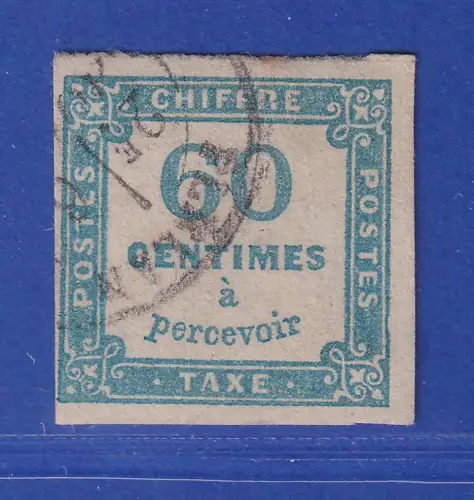 CHIFFRE
POSTES
60
CENTIMES
à
percevoir
POSTES
· TAXE ·